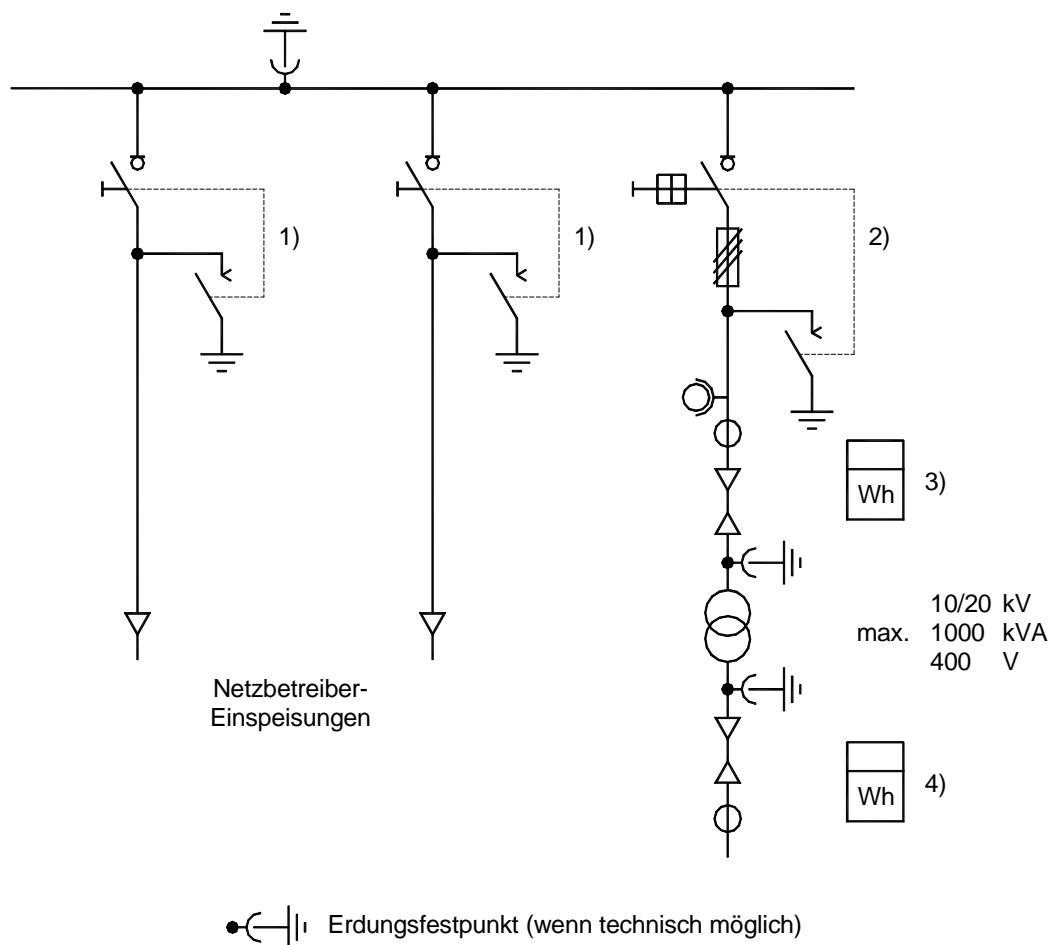 1)
1)
2)
3)
Wh
10/20 kV
max. 1000 kVA
400 V
Netzbetreiber-
Einspeisungen
4)
Wh
Erdungsfestpunkt (wenn technisch möglich)